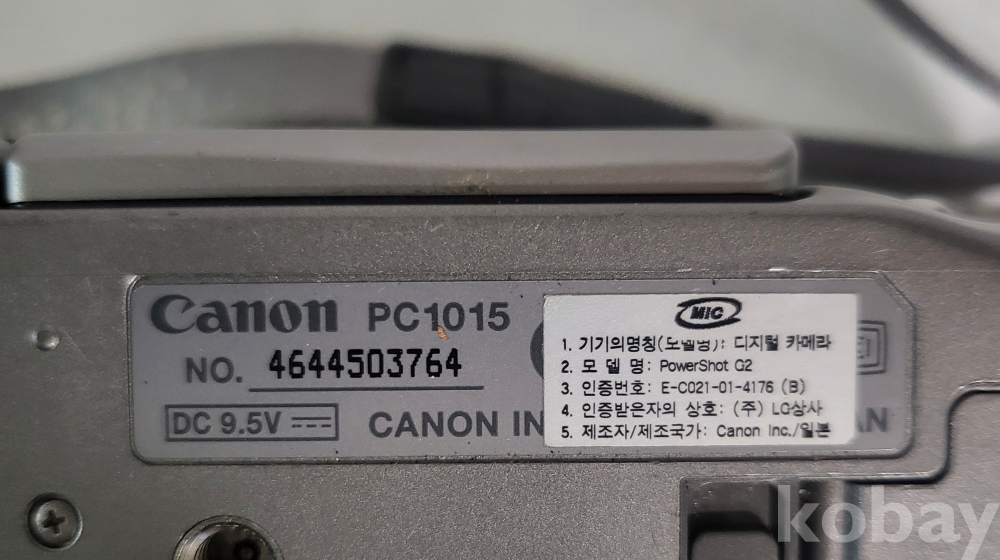 Canon PC1015
NO. 4644503764
DC 9.5V
CANON IN
AN
MIC
1. 기기의명칭(모델명): 디지털 카메라
2. 모 델 명: PowerShot G2
3. 인증번호: E-C021-01-4176 (B)
4. 인증받은자의 상호: (주) LG상사
5. 제조자/제조국가: Canon Inc./일본
kobay